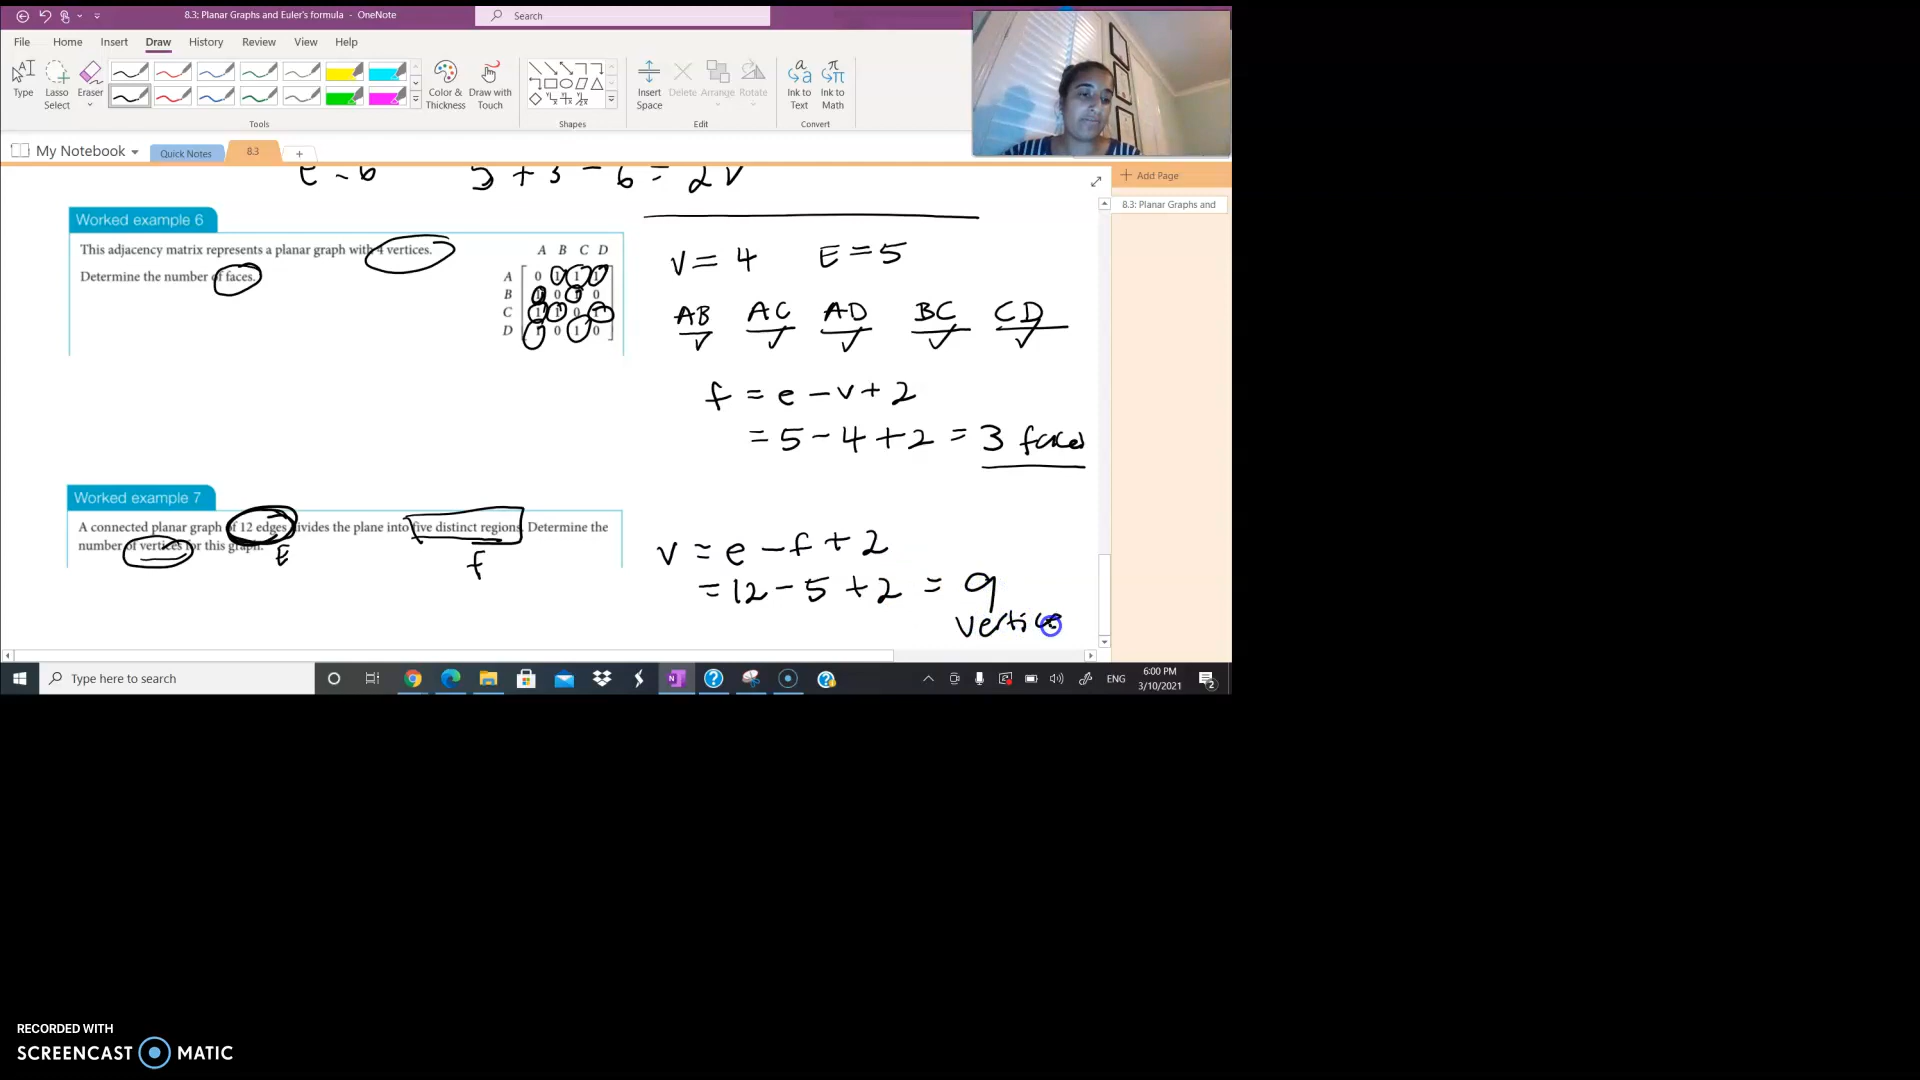 8.3: Planar Graphs and Euler's formula - OneNote
Search
File Home Insert Draw History Review View Help
Type
Lasso Select
Eraser
Color & Thickness
Draw with Touch
Insert Space
Delete
Arrange
Rotate
Ink to Text
Ink to Math
Tools
Shapes
Edit
Convert
My Notebook
Quick Notes
8.3
+
+ Add Page
8.3: Planar Graphs and
e - 6 5 + 3 - 6 = 2 v
Worked example 6
This adjacency matrix represents a planar graph with 4 vertices.
Determine the number of faces.
A B C D
A 0 1 1 1
B 1 0 1 0
C 1 1 0 1
D 1 0 1 0
v = 4 E = 5
AB AC AD BC CD
✓ ✓ ✓ ✓ ✓
f = e - v + 2
= 5 - 4 + 2 = 3 faces
Worked example 7
A connected planar graph of 12 edges divides the plane into five distinct regions. Determine the
number of vertices for this graph.
E
f
v = e - f + 2
= 12 - 5 + 2 = 9
vertice
Type here to search
ENG
6:00 PM
3/10/2021
2
RECORDED WITH
SCREENCAST MATIC